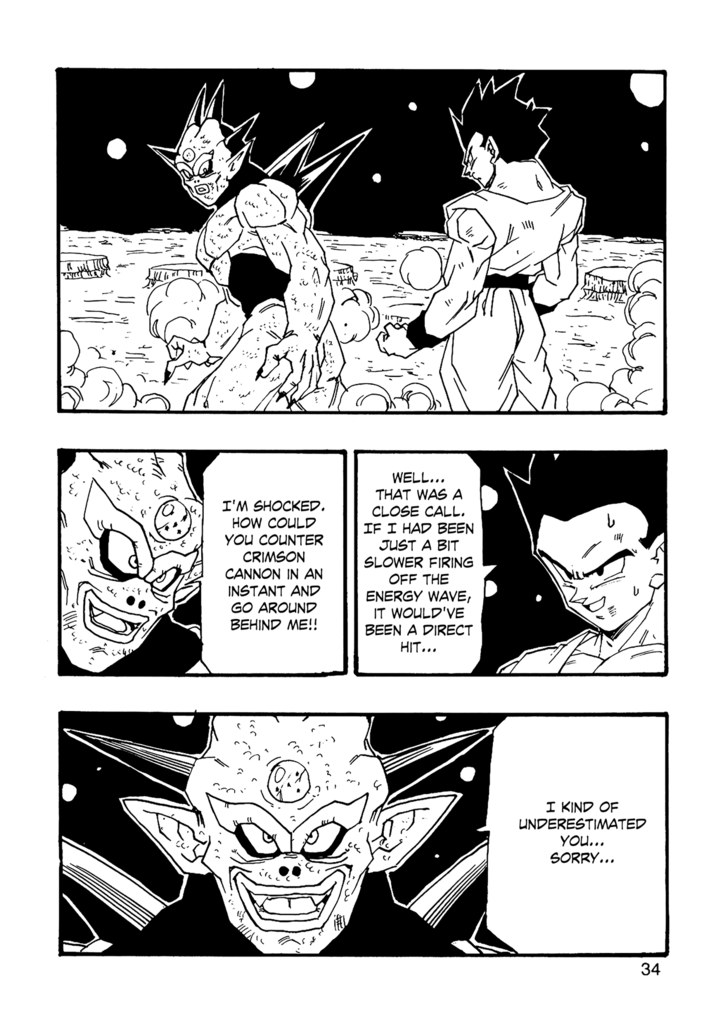 WELL...
THAT WAS A
CLOSE CALL.
IF I HAD BEEN
JUST A BIT
SLOWER FIRING
OFF THE
ENERGY WAVE,
IT WOULD'VE
BEEN A DIRECT
HIT...
I'M SHOCKED.
HOW COULD
YOU COUNTER
CRIMSON
CANNON IN AN
INSTANT AND
GO AROUND
BEHIND ME!!
I KIND OF
UNDERESTIMATED
YOU...
SORRY...
34